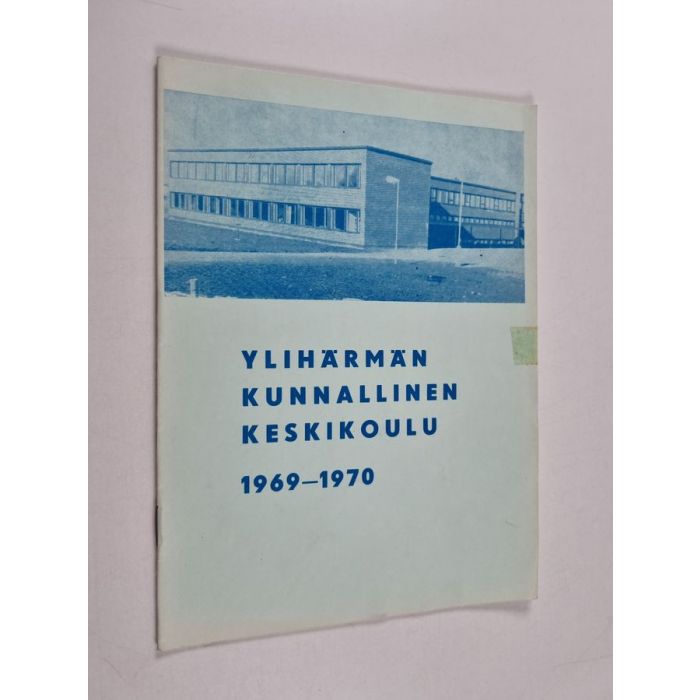 YLIHÄRMÄN
KUNNALLINEN
KESKIKOULU
1969–1970